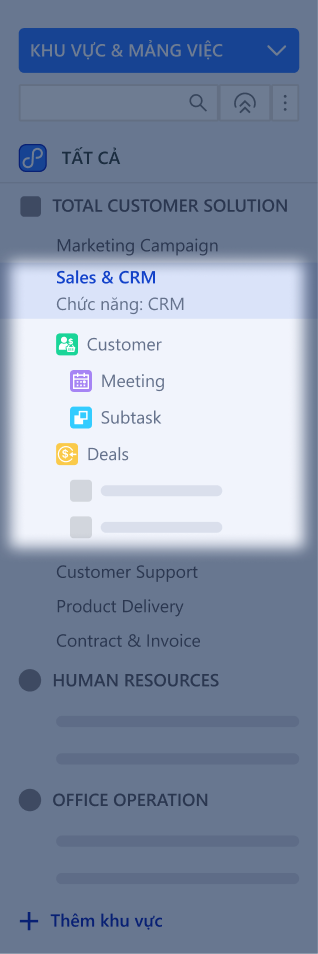 KHU VỰC & MẢNG VIỆC
TẤT CẢ
TOTAL CUSTOMER SOLUTION
Marketing Campaign
Sales & CRM
Chức năng: CRM
Customer
Meeting
Subtask
Deals
Customer Support
Product Delivery
Contract & Invoice
HUMAN RESOURCES
OFFICE OPERATION
Thêm khu vực